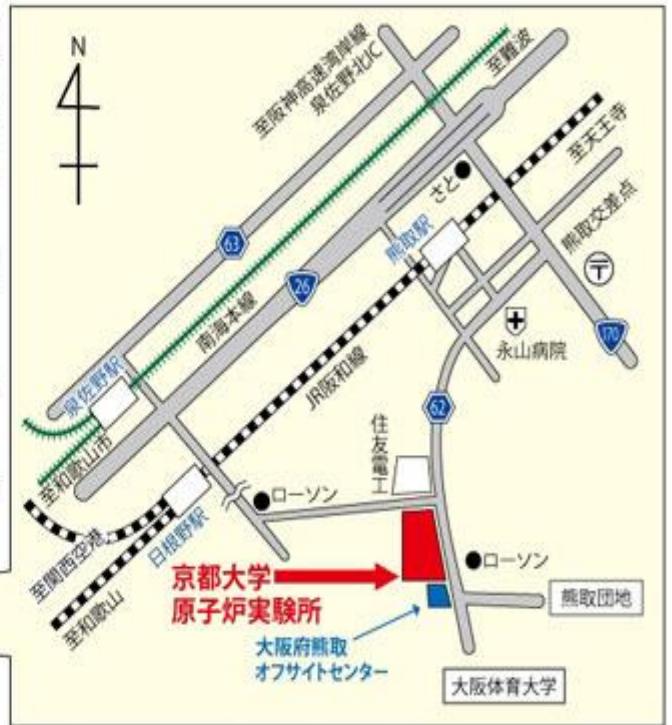 N
至阪神高速湾岸線
泉佐野北IC
至難波
至天王寺
さと
熊取交差点
熊取駅
63
26
南海本線
170
永山病院
泉佐野駅
JR阪和線
62
住友電工
至和歌山市
ローソン
日根野駅
至関西空港
至和歌山
京都大学
原子炉実験所
ローソン
熊取団地
大阪府熊取
オフサイトセンター
大阪体育大学